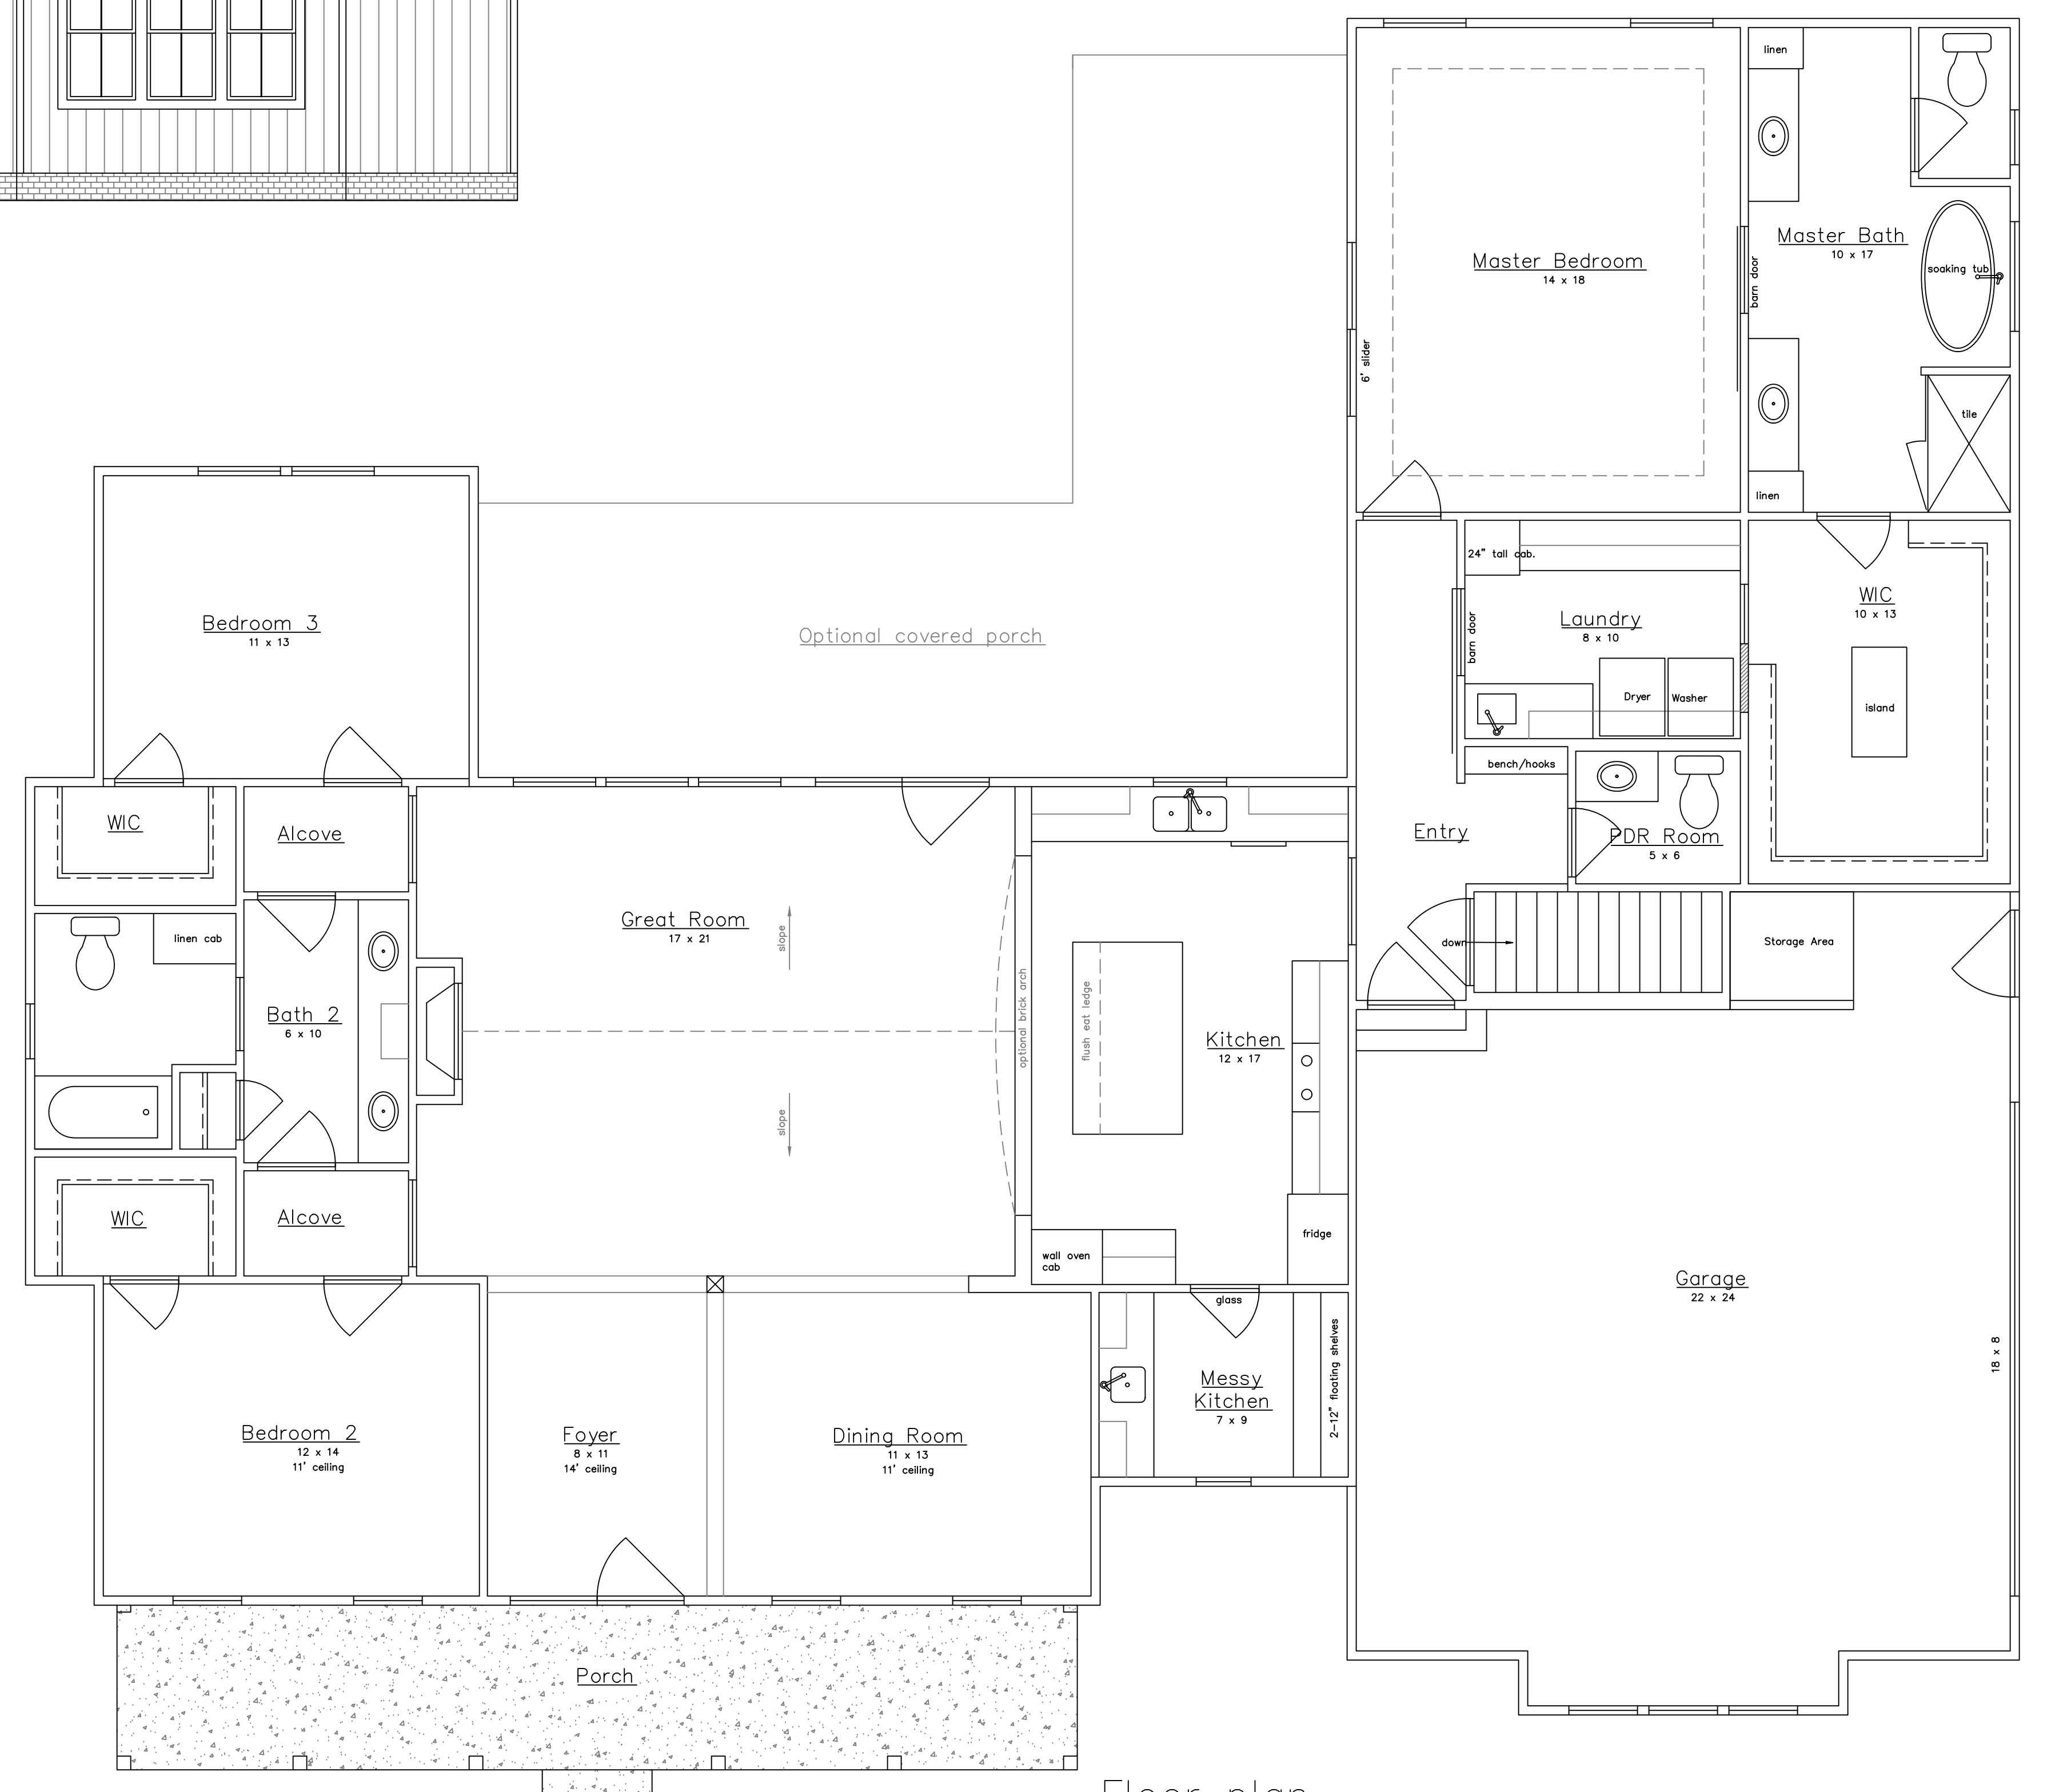 linen
Master Bath
10 x 17
soaking tub
barn door
Master Bedroom
14 x 18
6' slider
tile
linen
24" tall cab.
WIC
10 x 13
Laundry
8 x 10
barn door
Bedroom 3
11 x 13
Optional covered porch
Dryer
Washer
island
bench/hooks
WIC
Alcove
Entry
PDR Room
5 x 6
Great Room
17 x 21
slope
linen cab
down
Storage Area
Bath 2
6 x 10
optional brick arch
flush eat ledge
Kitchen
12 x 17
slope
WIC
Alcove
fridge
wall oven
cab
Garage
22 x 24
glass
18 x 8
2-12" floating shelves
Messy
Kitchen
7 x 9
Bedroom 2
12 x 14
11' ceiling
Foyer
8 x 11
14' ceiling
Dining Room
11 x 13
11' ceiling
Porch
Floor plan